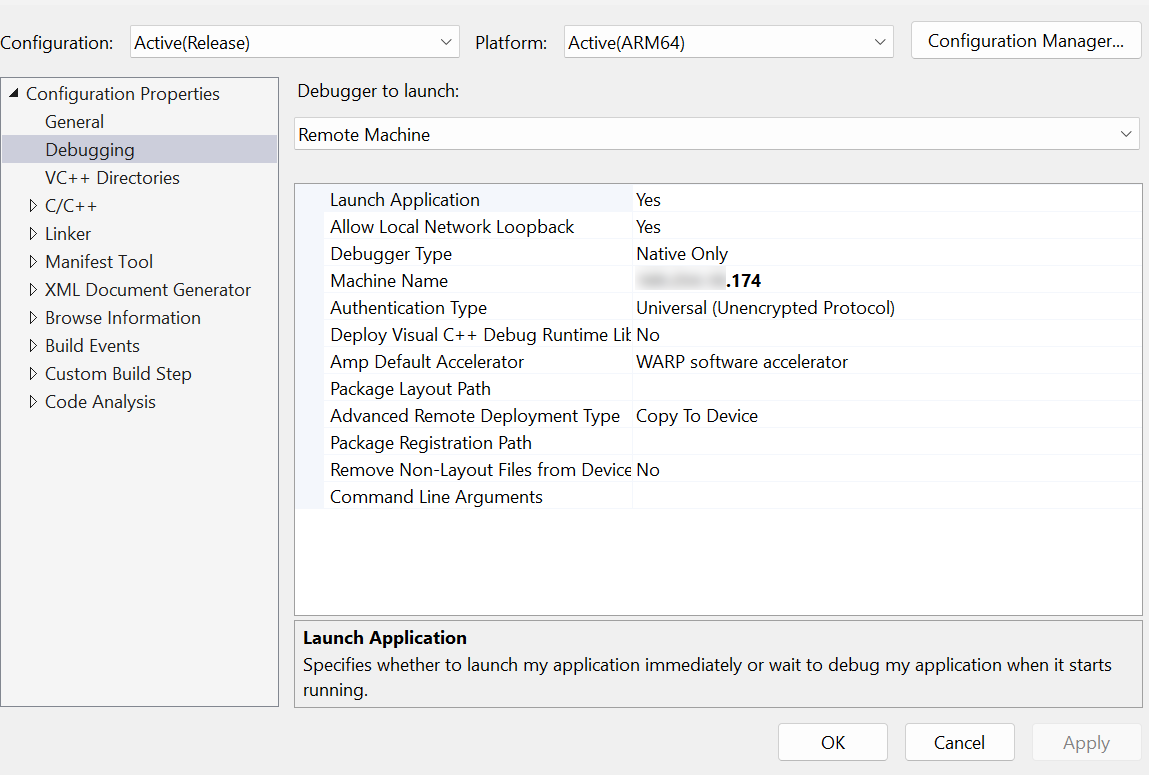 Configuration: Active(Release) Platform: Active(ARM64) Configuration Manager...
Configuration Properties
General
Debugging
VC++ Directories
C/C++
Linker
Manifest Tool
XML Document Generator
Browse Information
Build Events
Custom Build Step
Code Analysis
Debugger to launch:
Remote Machine
Launch Application Yes
Allow Local Network Loopback Yes
Debugger Type Native Only
Machine Name .174
Authentication Type Universal (Unencrypted Protocol)
Deploy Visual C++ Debug Runtime Lib No
Amp Default Accelerator WARP software accelerator
Package Layout Path
Advanced Remote Deployment Type Copy To Device
Package Registration Path
Remove Non-Layout Files from Device No
Command Line Arguments
Launch Application
Specifies whether to launch my application immediately or wait to debug my application when it starts
running.
OK Cancel Apply